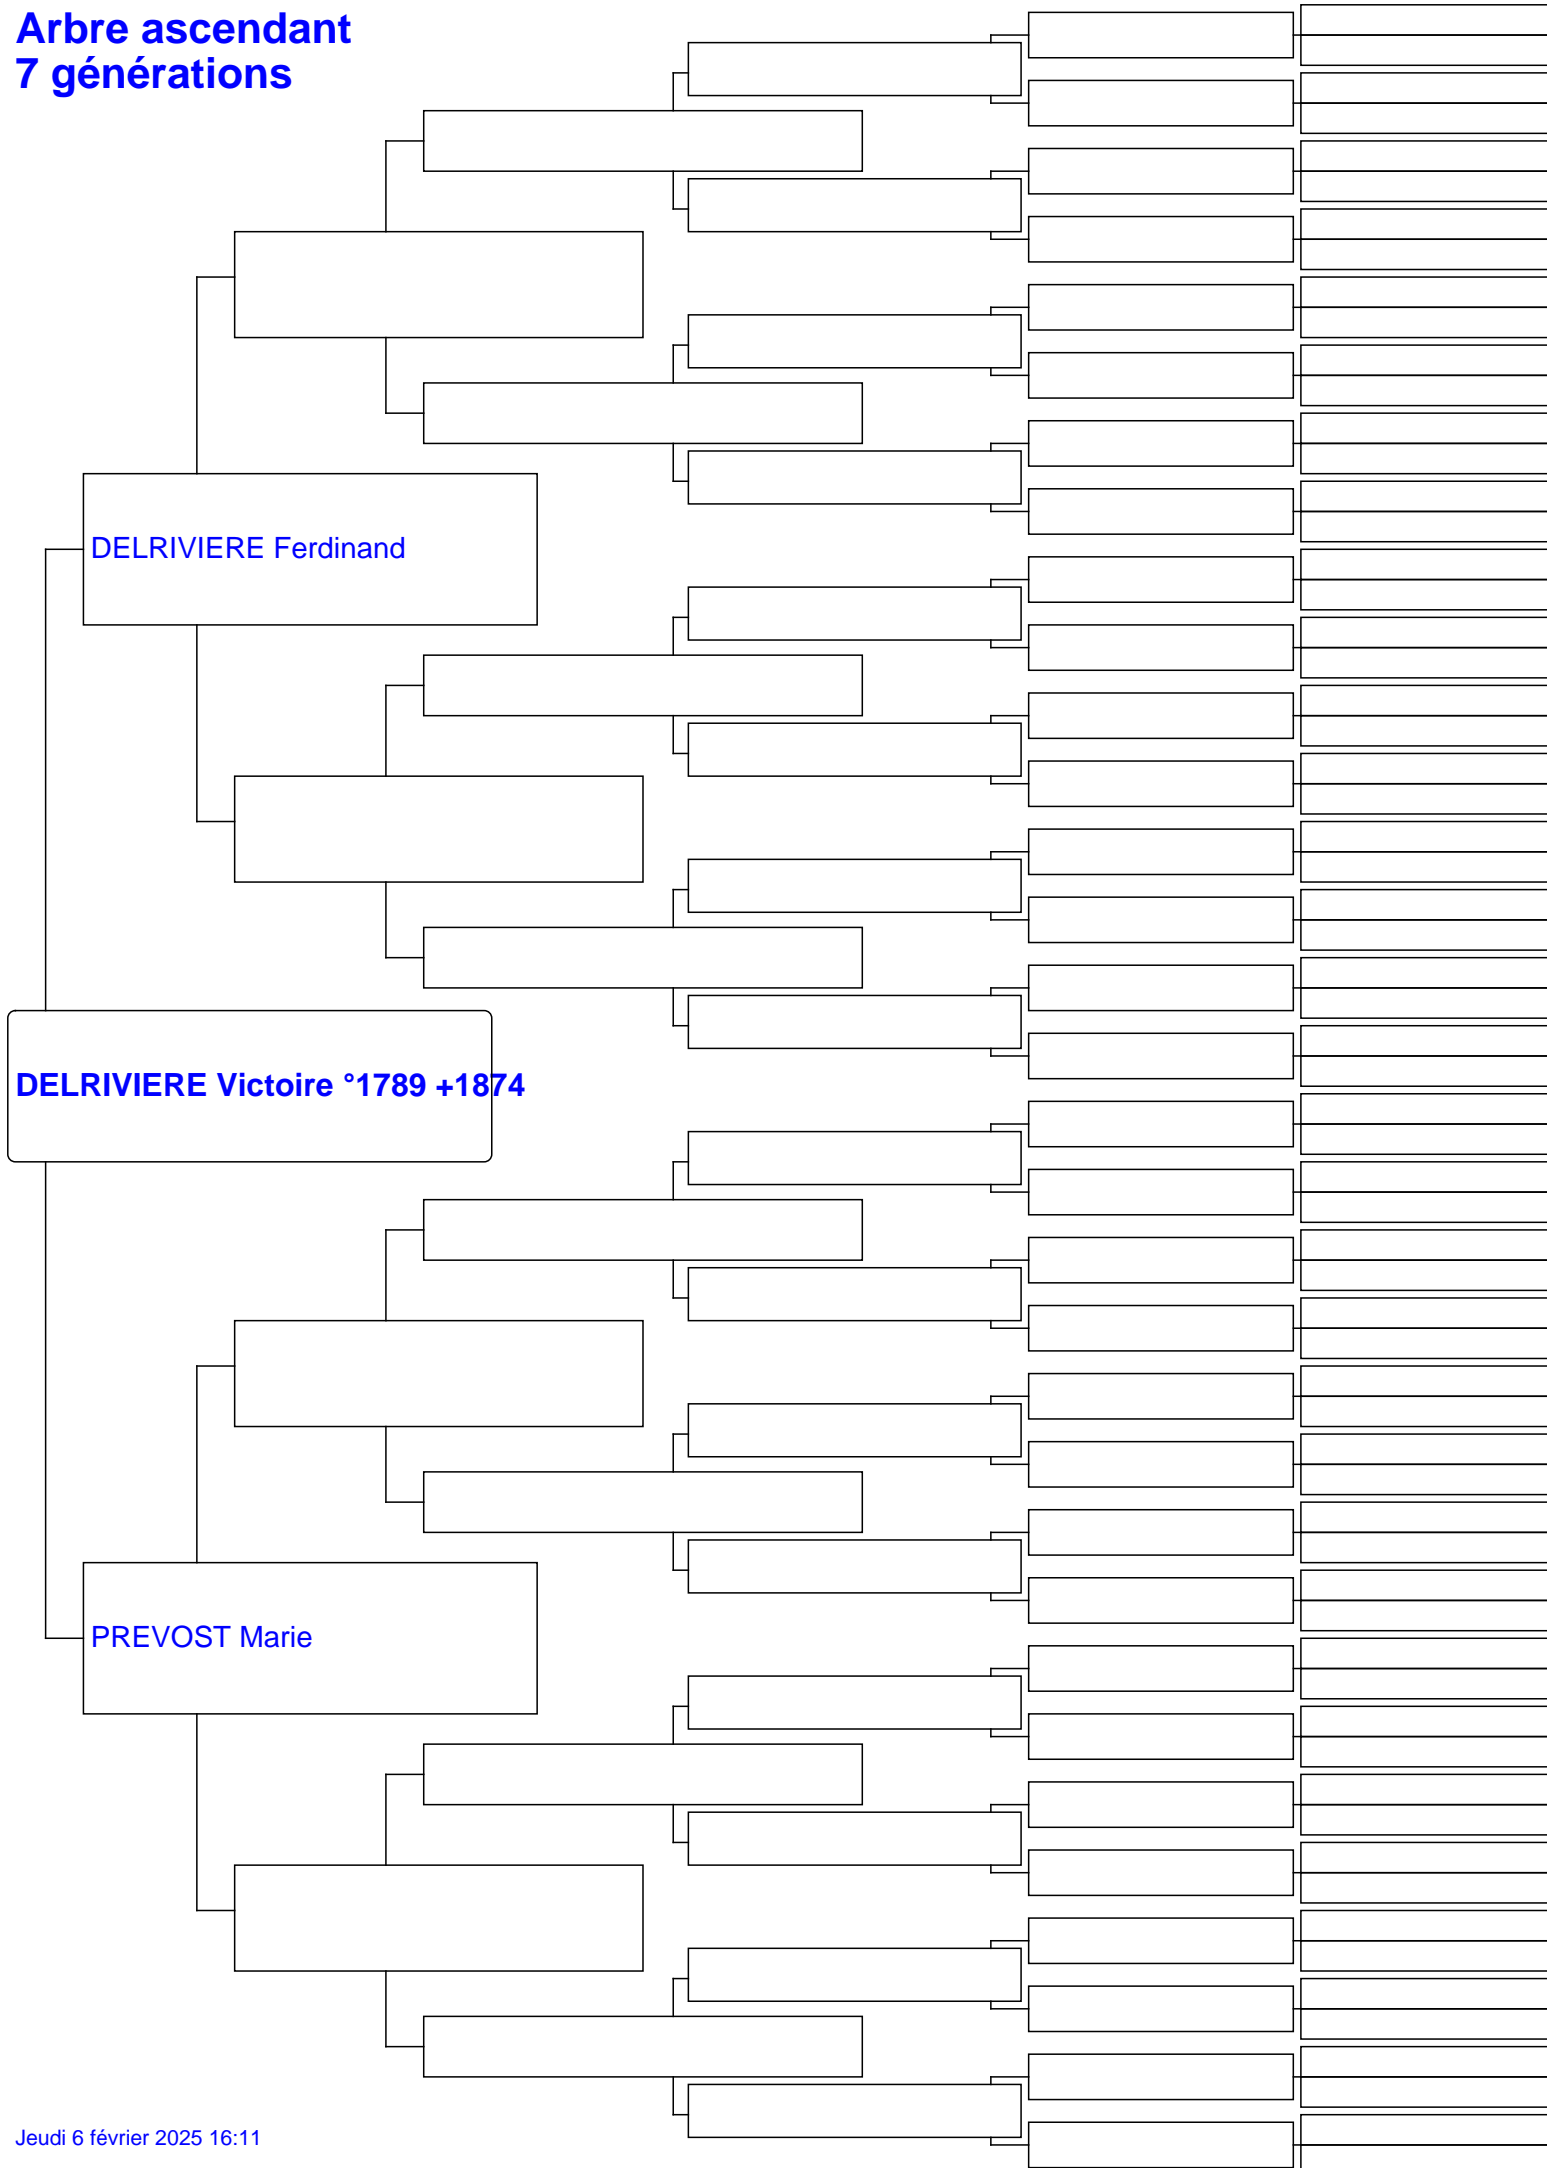 Arbre ascendant
7 générations
DELRIVIERE Ferdinand
DELRIVIERE Victoire °1789 +1874
PREVOST Marie
Jeudi 6 février 2025 16:11